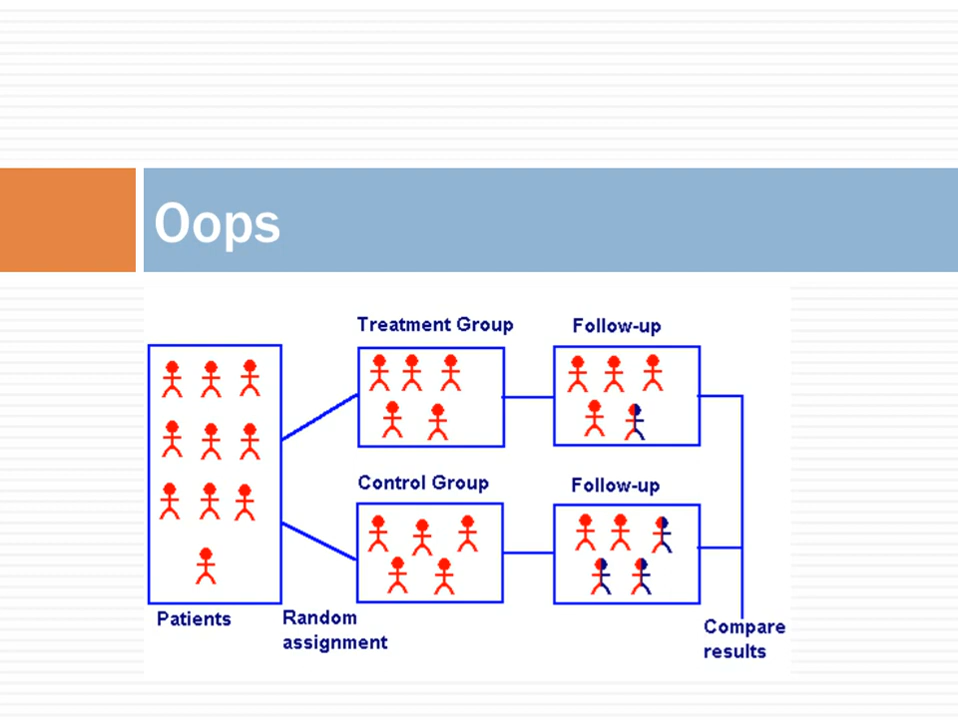 Oops
Treatment Group
Follow-up
Control Group
Follow-up
Patients
Random
assignment
Compare
results